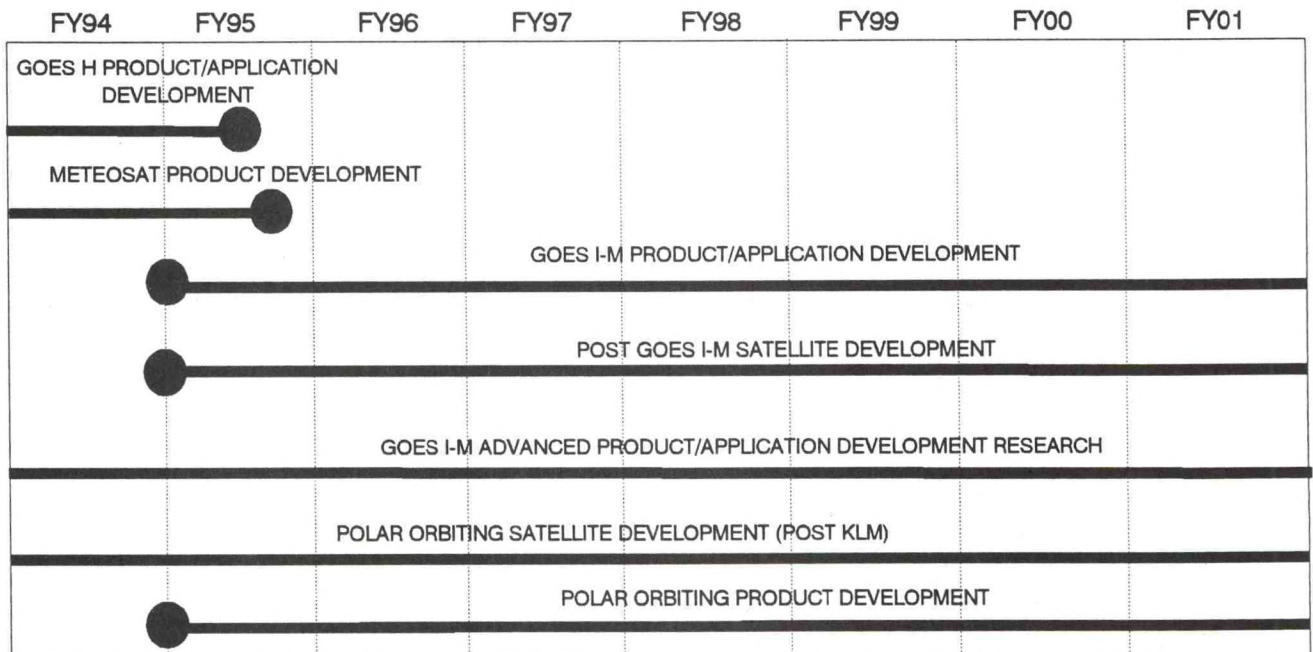 FY94 FY95 FY96 FY97 FY98 FY99 FY00 FY01
GOES H PRODUCT/APPLICATION
DEVELOPMENT
METEOSAT PRODUCT DEVELOPMENT
GOES I-M PRODUCT/APPLICATION DEVELOPMENT
POST GOES I-M SATELLITE DEVELOPMENT
GOES I-M ADVANCED PRODUCT/APPLICATION DEVELOPMENT RESEARCH
POLAR ORBITING SATELLITE DEVELOPMENT (POST KLM)
POLAR ORBITING PRODUCT DEVELOPMENT